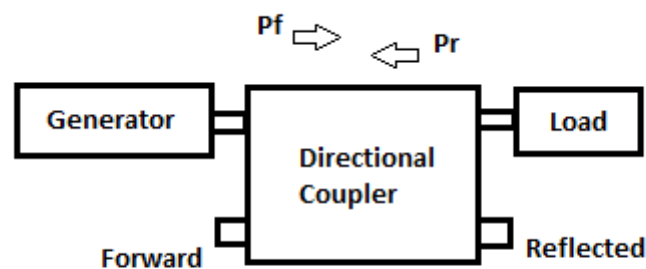 Pf
Pr
Generator
Load
Directional
Coupler
Forward
Reflected